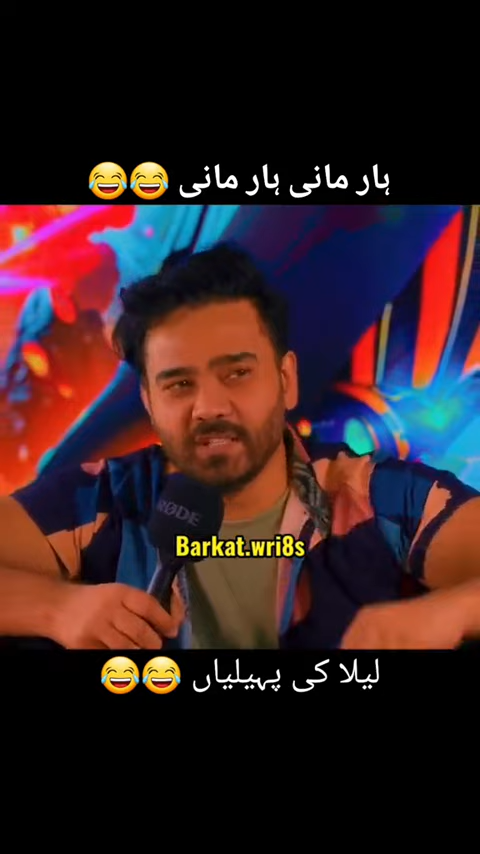 ہار مانی ہار مانی 😂😂
RØDE
Barkat.wri8s
لیلا کی پہیلیاں 😂😂